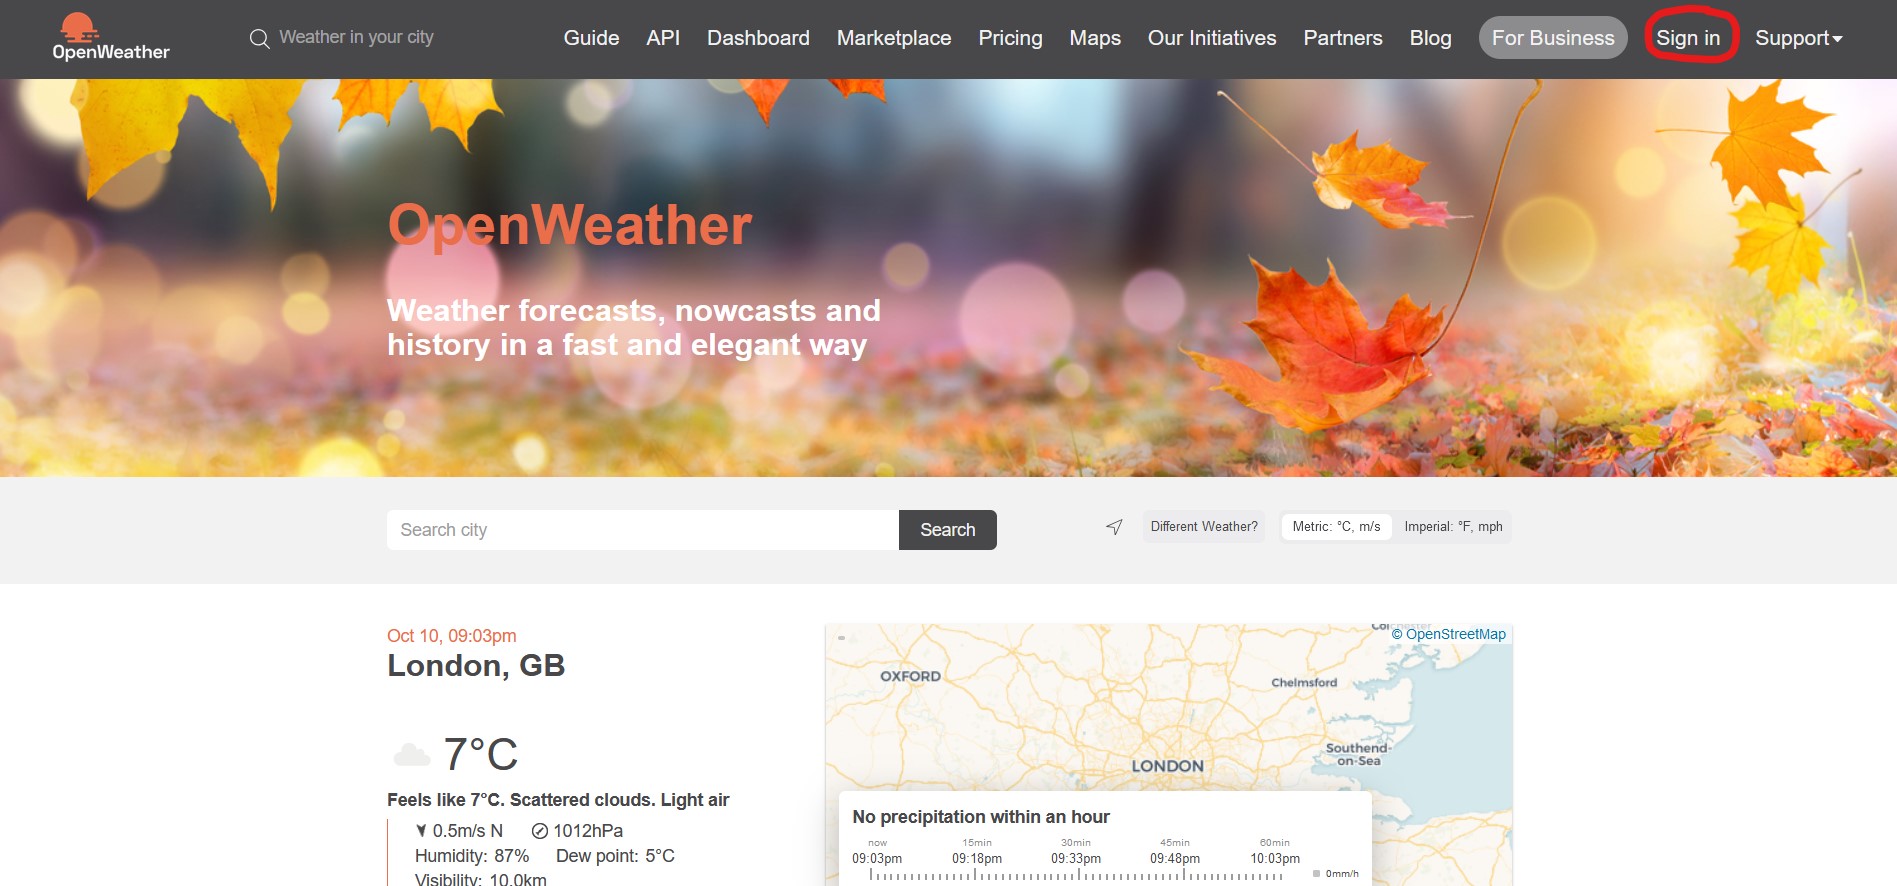 OpenWeather
Weather in your city
Guide API Dashboard Marketplace Pricing Maps Our Initiatives Partners Blog For Business Sign in Support
OpenWeather
Weather forecasts, nowcasts and
history in a fast and elegant way
Search city Search
Different Weather? Metric: °C, m/s Imperial: °F, mph
Oct 10, 09:03pm
London, GB
7°C
Feels like 7°C. Scattered clouds. Light air
0.5m/s N 1012hPa
Humidity: 87% Dew point: 5°C
Visibility: 10.0km
Colchester
© OpenStreetMap
OXFORD
Chelmsford
Southend-
on-Sea
LONDON
No precipitation within an hour
now 15min 30min 45min 60min
09:03pm 09:18pm 09:33pm 09:48pm 10:03pm
0mm/h